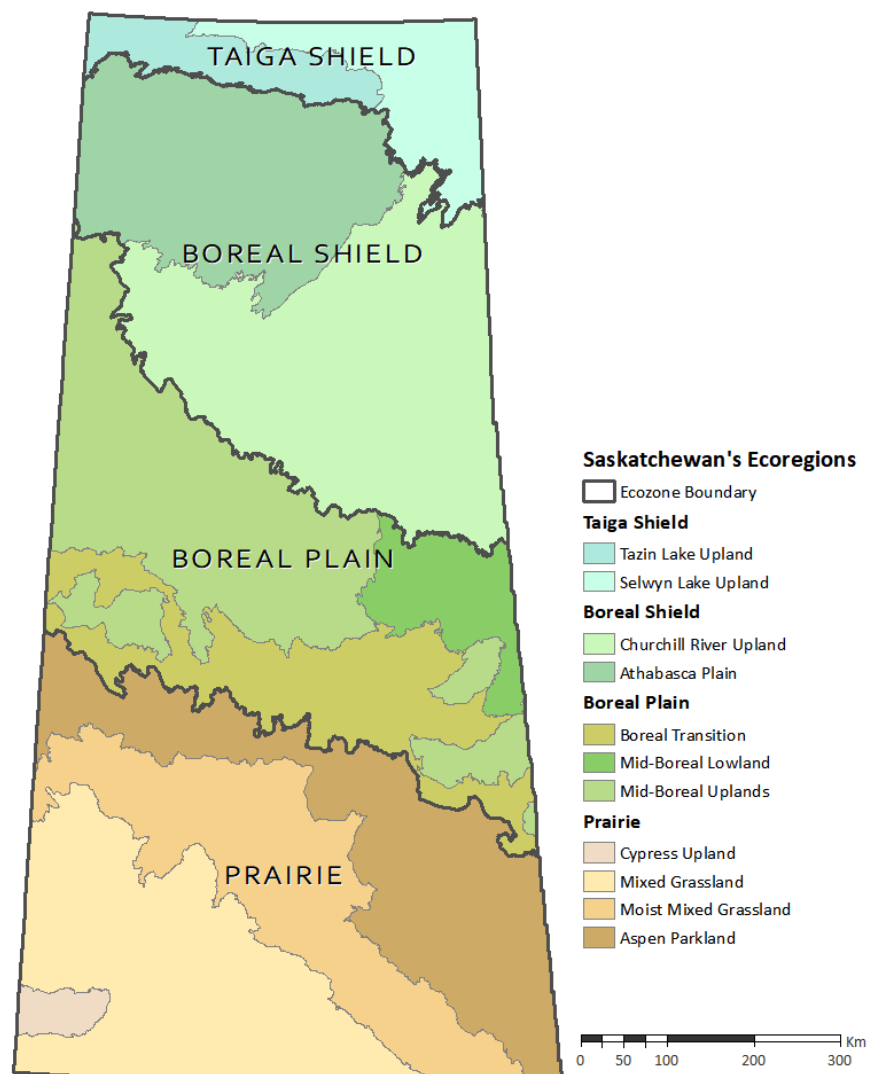 TAIGA SHIELD
BOREAL SHIELD
BOREAL PLAIN
PRAIRIE
Saskatchewan's Ecoregions
Ecozone Boundary
Taiga Shield
Tazin Lake Upland
Selwyn Lake Upland
Boreal Shield
Churchill River Upland
Athabasca Plain
Boreal Plain
Boreal Transition
Mid-Boreal Lowland
Mid-Boreal Uplands
Prairie
Cypress Upland
Mixed Grassland
Moist Mixed Grassland
Aspen Parkland
Km
0 50 100 200 300